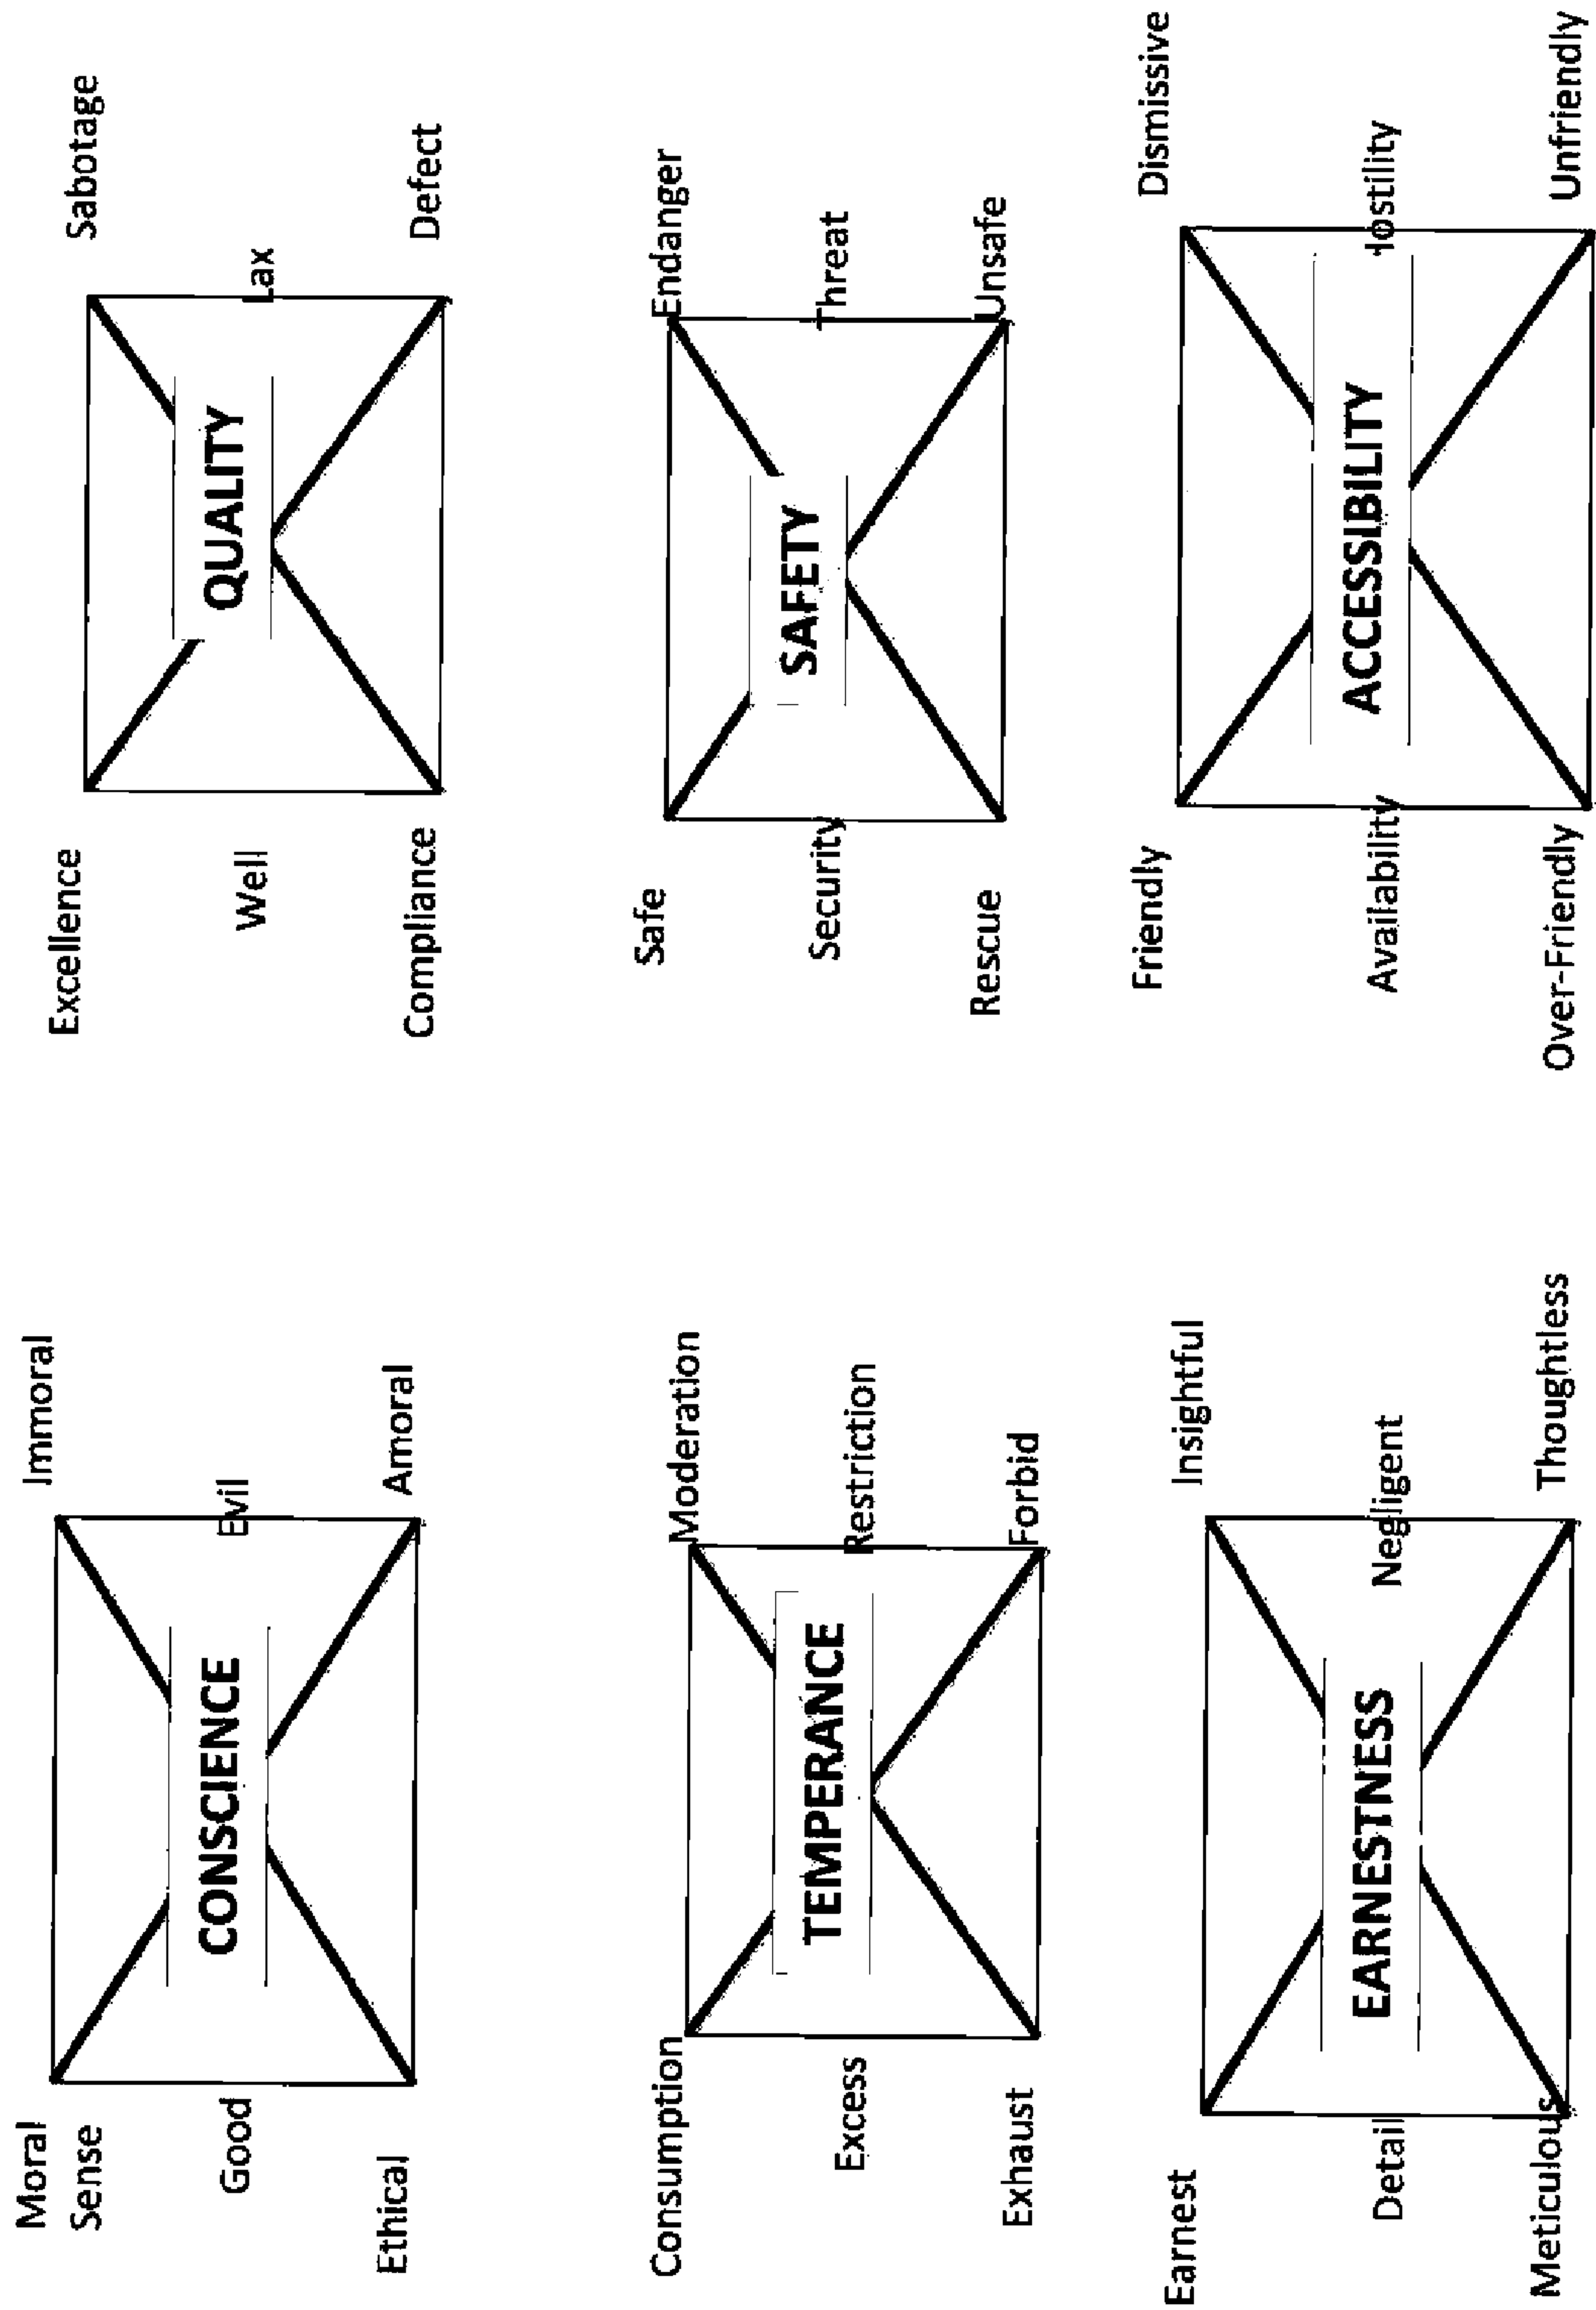 Moral
Sense
Immoral
Good
CONSCIENCE
Evil
Ethical
Amoral
Excellence
Sabotage
Well
QUALITY
Lax
Compliance
Defect
Consumption
Moderation
Excess
TEMPERANCE
Restriction
Exhaust
Forbid
Safe
Endanger
Security
SAFETY
Threat
Rescue
Unsafe
Earnest
Insightful
Detail
EARNESTNESS
Negligent
Meticulous
Thoughtless
Friendly
Dismissive
Availability
ACCESSIBILITY
Hostility
Over-Friendly
Unfriendly